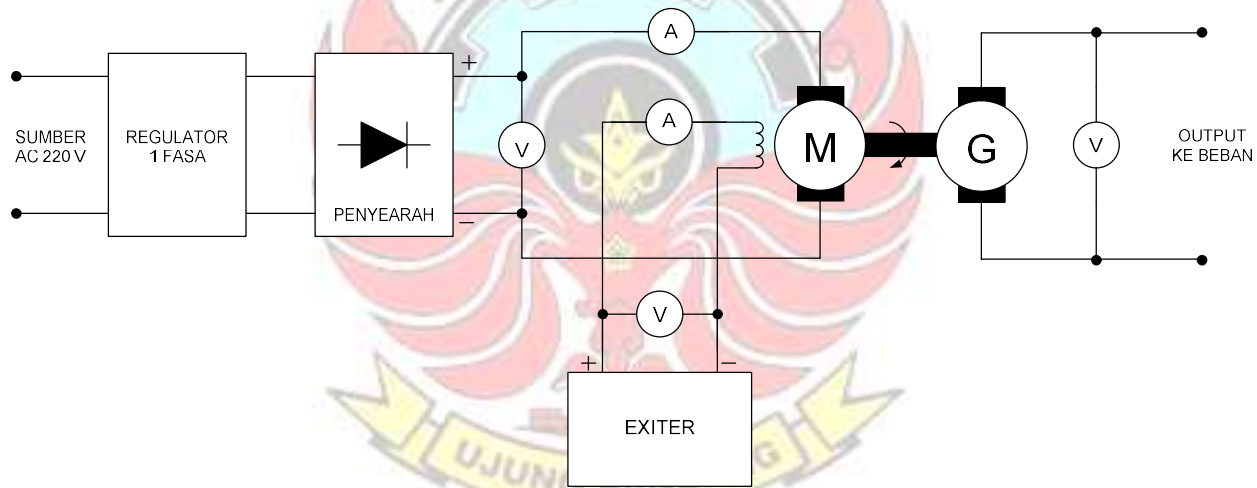 SUMBER
AC 220 V
REGULATOR
1 FASA
PENYEARAH
+
−
V
A
A
M
G
V
OUTPUT
KE BEBAN
V
+
−
EXITER
UJUN
G